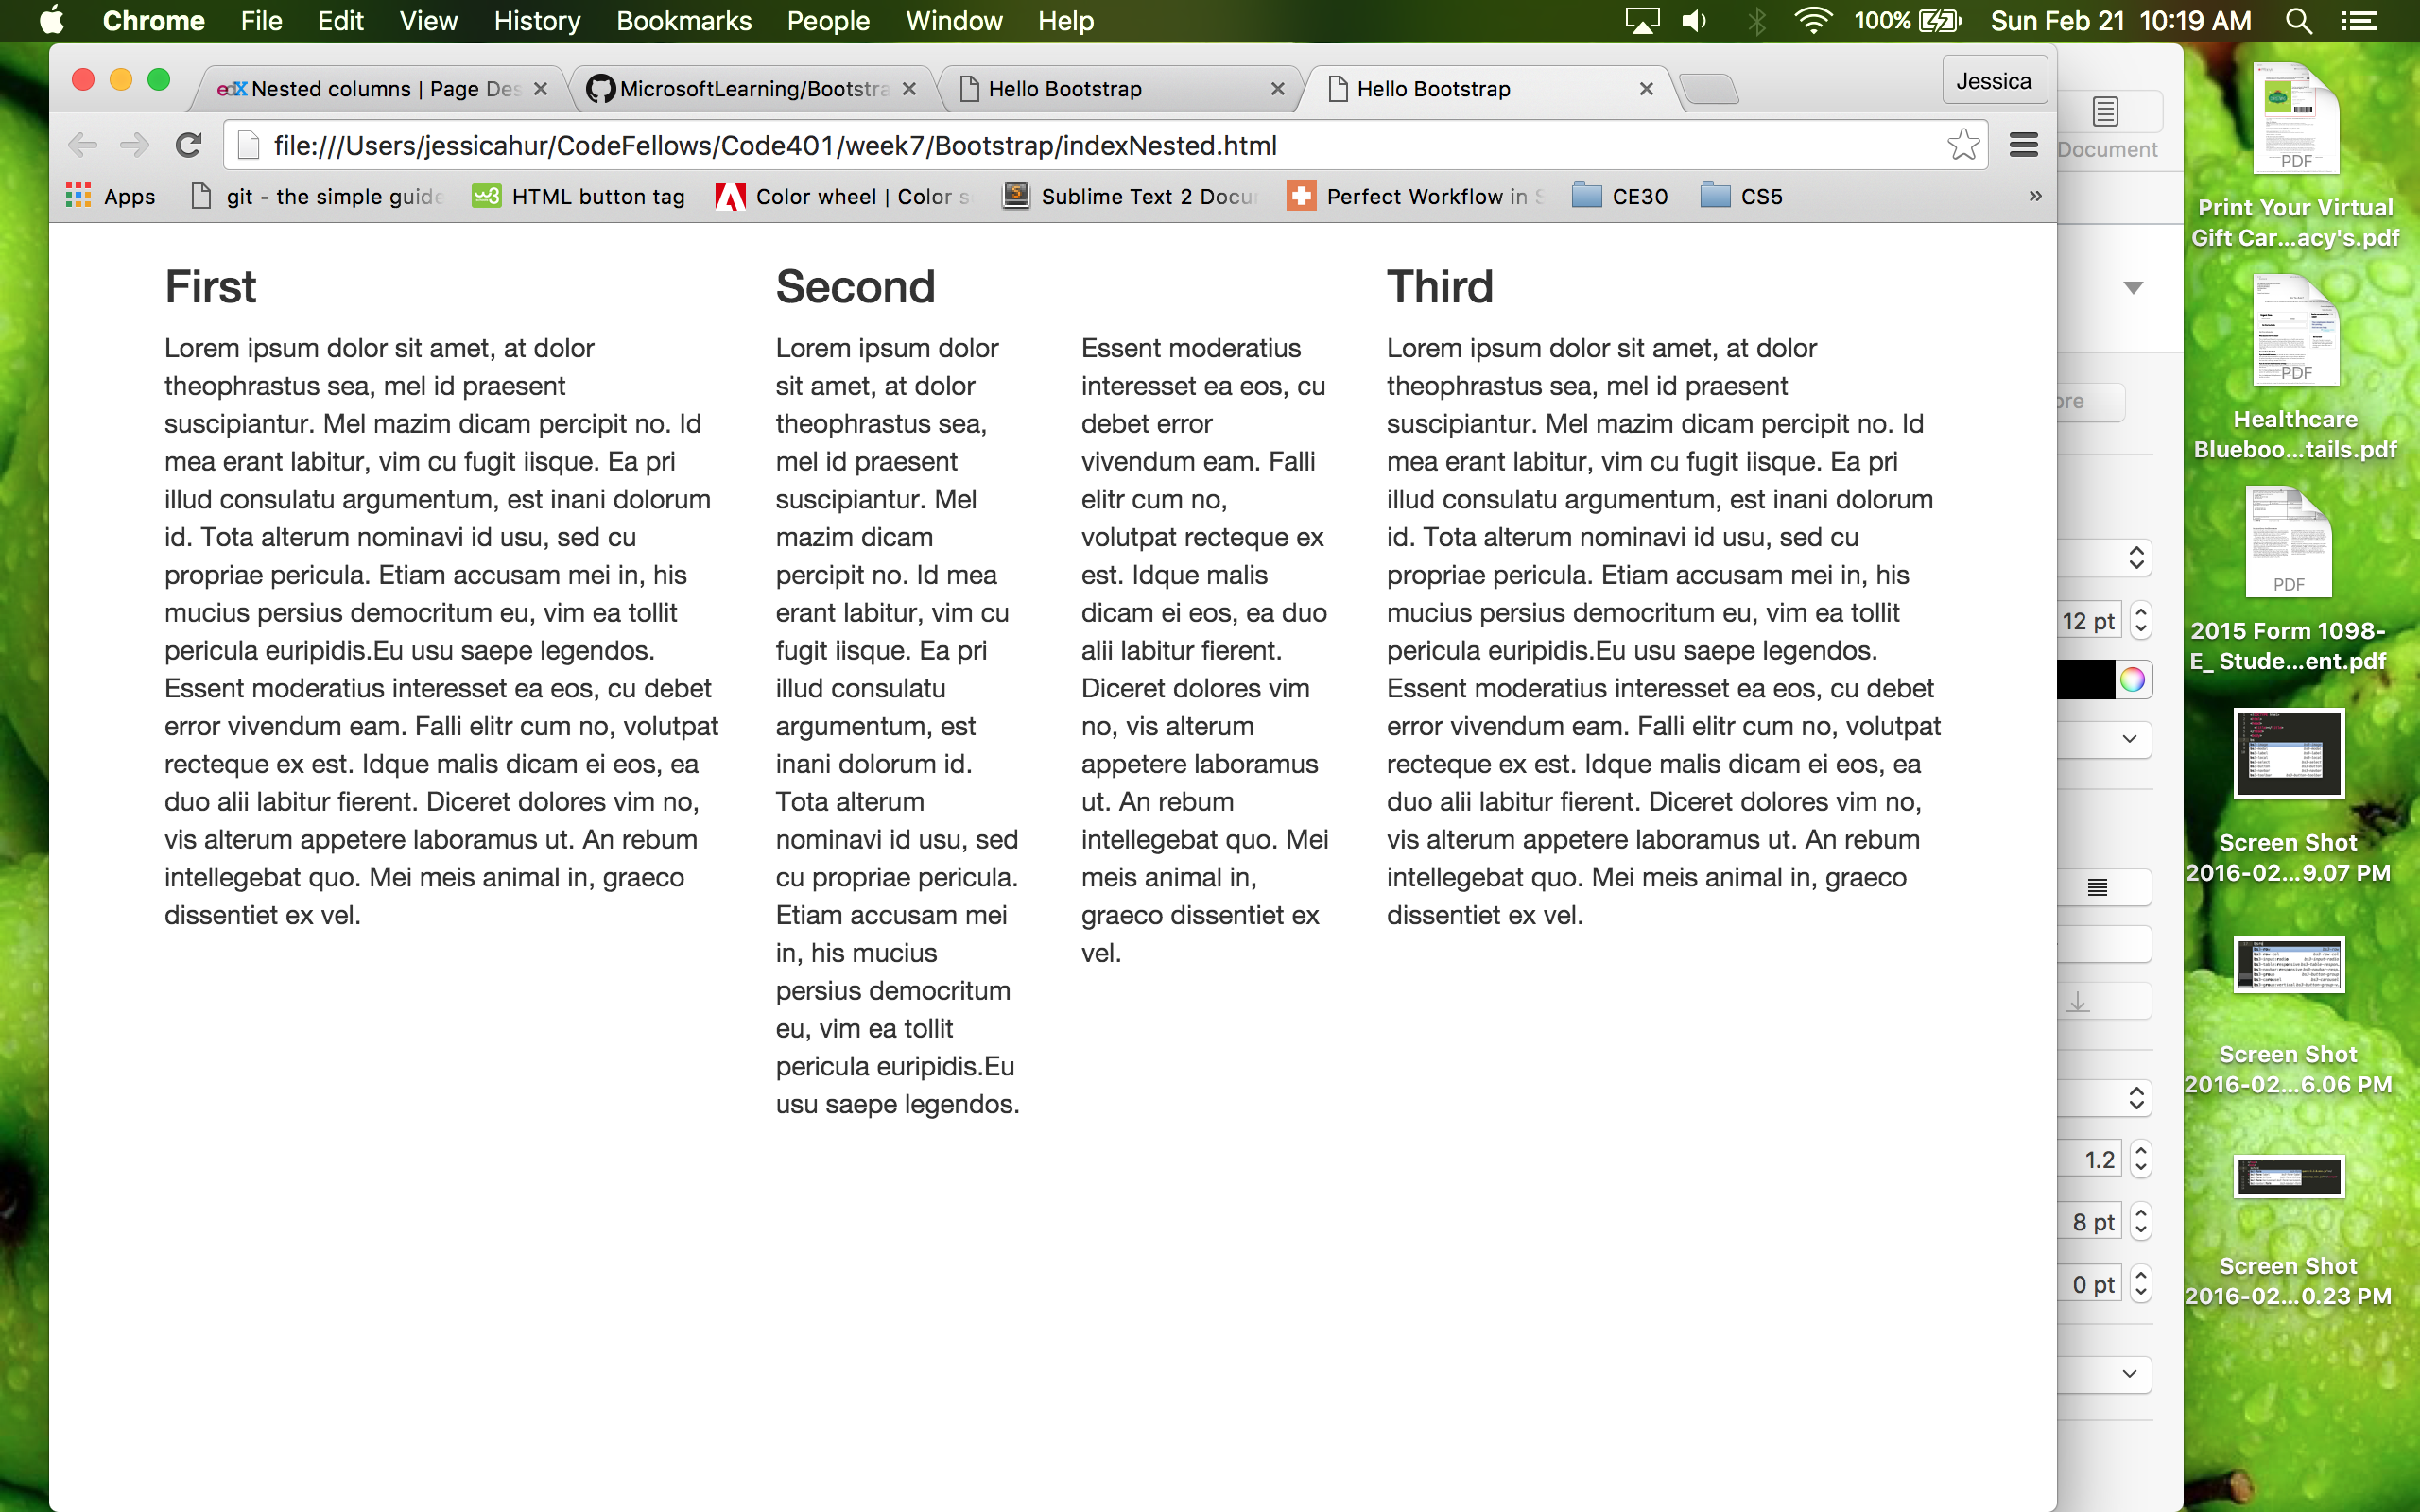 Chrome File Edit View History Bookmarks People Window Help 100% Sun Feb 21 10:19 AM
edX Nested columns | Page Des MicrosoftLearning/Bootstra Hello Bootstrap Hello Bootstrap Jessica
file:///Users/jessicahur/CodeFellows/Code401/week7/Bootstrap/indexNested.html
Apps git - the simple guide w3 HTML button tag Color wheel | Color s Sublime Text 2 Docu Perfect Workflow in S CE30 CS5 »
First
Lorem ipsum dolor sit amet, at dolor
theophrastus sea, mel id praesent
suscipiantur. Mel mazim dicam percipit no. Id
mea erant labitur, vim cu fugit iisque. Ea pri
illud consulatu argumentum, est inani dolorum
id. Tota alterum nominavi id usu, sed cu
propriae pericula. Etiam accusam mei in, his
mucius persius democritum eu, vim ea tollit
pericula euripidis.Eu usu saepe legendos.
Essent moderatius interesset ea eos, cu debet
error vivendum eam. Falli elitr cum no, volutpat
recteque ex est. Idque malis dicam ei eos, ea
duo alii labitur fierent. Diceret dolores vim no,
vis alterum appetere laboramus ut. An rebum
intellegebat quo. Mei meis animal in, graeco
dissentiet ex vel.
Second
Lorem ipsum dolor
sit amet, at dolor
theophrastus sea,
mel id praesent
suscipiantur. Mel
mazim dicam
percipit no. Id mea
erant labitur, vim cu
fugit iisque. Ea pri
illud consulatu
argumentum, est
inani dolorum id.
Tota alterum
nominavi id usu, sed
cu propriae pericula.
Etiam accusam mei
in, his mucius
persius democritum
eu, vim ea tollit
pericula euripidis.Eu
usu saepe legendos.
Essent moderatius
interesset ea eos, cu
debet error
vivendum eam. Falli
elitr cum no,
volutpat recteque ex
est. Idque malis
dicam ei eos, ea duo
alii labitur fierent.
Diceret dolores vim
no, vis alterum
appetere laboramus
ut. An rebum
intellegebat quo. Mei
meis animal in,
graeco dissentiet ex
vel.
Third
Lorem ipsum dolor sit amet, at dolor
theophrastus sea, mel id praesent
suscipiantur. Mel mazim dicam percipit no. Id
mea erant labitur, vim cu fugit iisque. Ea pri
illud consulatu argumentum, est inani dolorum
id. Tota alterum nominavi id usu, sed cu
propriae pericula. Etiam accusam mei in, his
mucius persius democritum eu, vim ea tollit
pericula euripidis.Eu usu saepe legendos.
Essent moderatius interesset ea eos, cu debet
error vivendum eam. Falli elitr cum no, volutpat
recteque ex est. Idque malis dicam ei eos, ea
duo alii labitur fierent. Diceret dolores vim no,
vis alterum appetere laboramus ut. An rebum
intellegebat quo. Mei meis animal in, graeco
dissentiet ex vel.
Document
ore
12 pt
1.2
8 pt
0 pt
PDF
Print Your Virtual
Gift Car...acy's.pdf
PDF
Healthcare
Blueboo...tails.pdf
PDF
2015 Form 1098-
E_ Stude...ent.pdf
Screen Shot
2016-02...9.07 PM
Screen Shot
2016-02...6.06 PM
Screen Shot
2016-02...0.23 PM